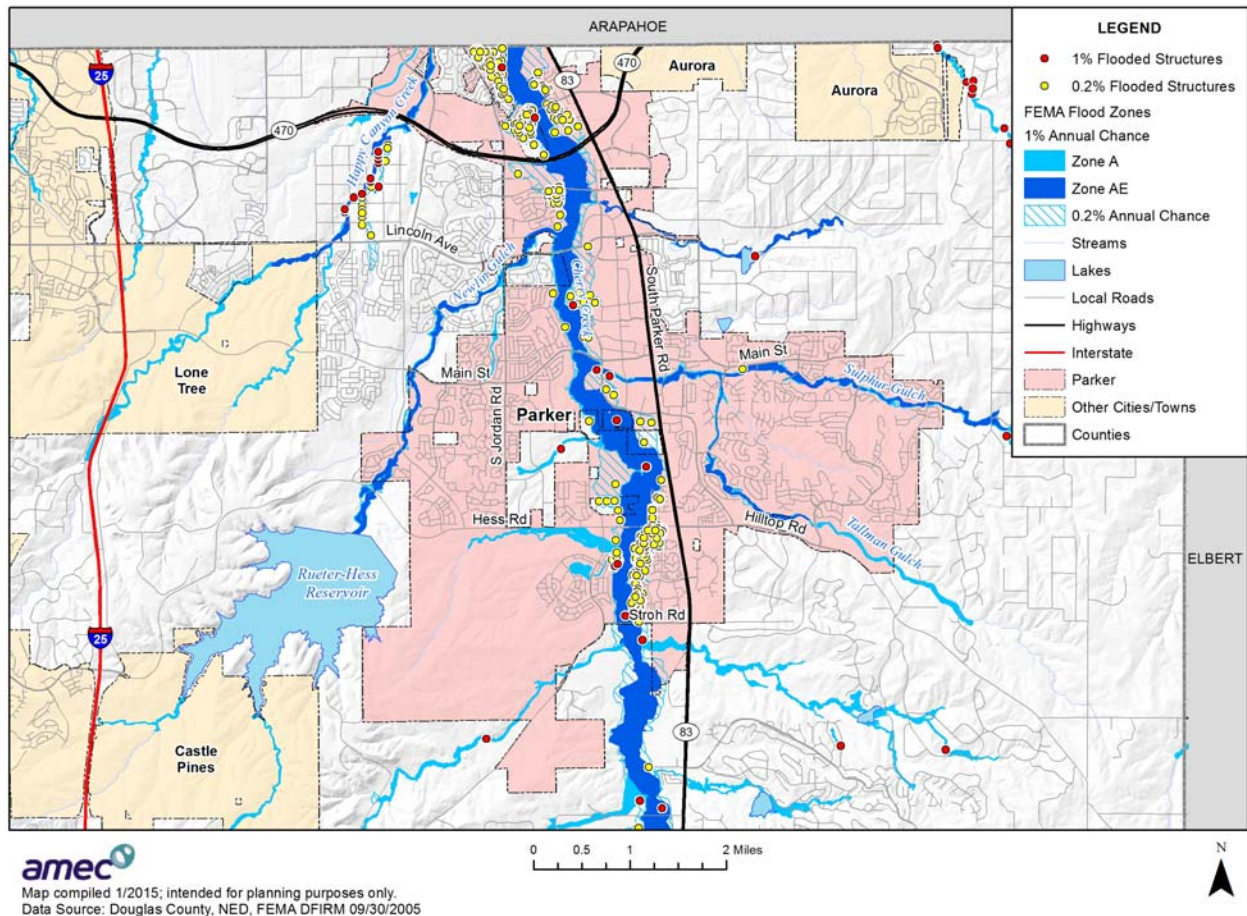 ARAPAHOE
LEGEND
1% Flooded Structures
0.2% Flooded Structures
FEMA Flood Zones
1% Annual Chance
Zone A
Zone AE
0.2% Annual Chance
Streams
Lakes
Local Roads
Highways
Interstate
Parker
Other Cities/Towns
Counties
25
470
83
470
Aurora
Aurora
Happy Canyon Creek
470
Lincoln Ave
Newlin Gulch
Cherry Creek
South Parker Rd
Main St
Main St
Sulphur Gulch
Lone
Tree
S Jordan Rd
Parker
Hess Rd
Hilltop Rd
Tallman Gulch
ELBERT
Rueter-Hess
Reservoir
Stroh Rd
25
83
Castle
Pines
amec
0 0.5 1 2 Miles
N
Map compiled 1/2015; intended for planning purposes only.
Data Source: Douglas County, NED, FEMA DFIRM 09/30/2005